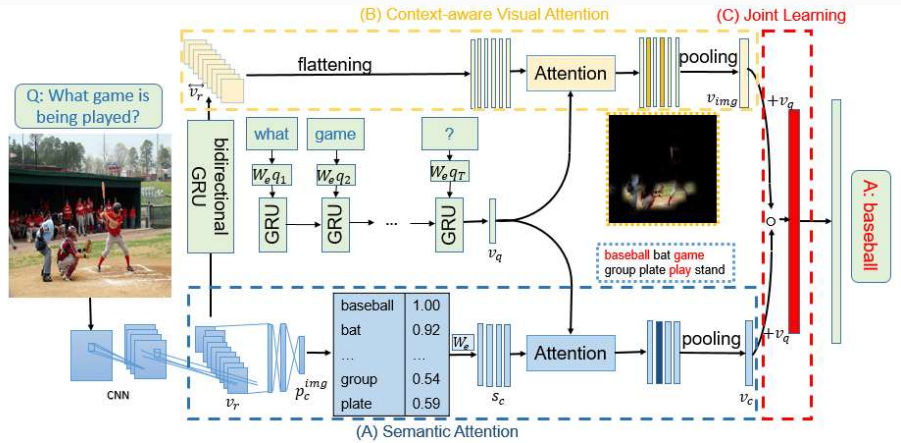 (B) Context-aware Visual Attention
(C) Joint Learning
v_r
flattening
Attention
pooling
v_img
+v_q
Q: What game is
being played?
bidirectional
GRU
what
game
?
W_e q_1
W_e q_2
W_e q_T
GRU
GRU
...
GRU
v_q
baseball bat game
group plate play stand
A: baseball
CNN
v_r
p_c^img
baseball 1.00
bat 0.92
... ...
group 0.54
plate 0.59
W_e
s_c
Attention
pooling
v_c
+v_q
(A) Semantic Attention